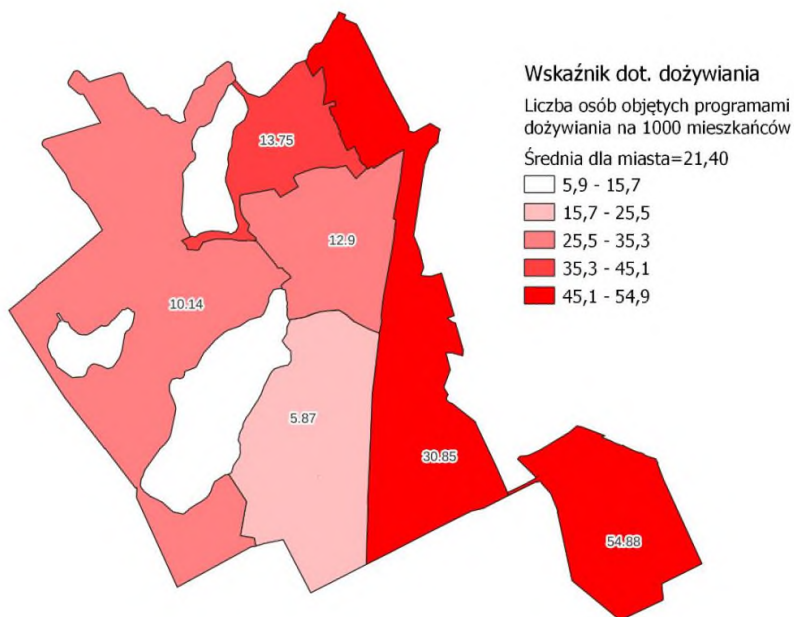 Wskaźnik dot. dożywiania
Liczba osób objętych programami
dożywiania na 1000 mieszkańców
Średnia dla miasta=21,40
5,9 - 15,7
15,7 - 25,5
25,5 - 35,3
35,3 - 45,1
45,1 - 54,9
13.75
12.9
10.14
5.87
30.85
54.88